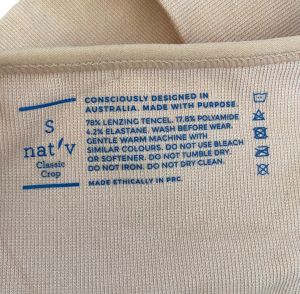 S
nat'v
Classic
Crop
CONSCIOUSLY DESIGNED IN
AUSTRALIA. MADE WITH PURPOSE.
78% LENZING TENCEL, 17.8% POLYAMIDE
4.2% ELASTANE. WASH BEFORE WEAR.
GENTLE WARM MACHINE WITH
SIMILAR COLOURS. DO NOT USE BLEACH
OR SOFTENER. DO NOT TUMBLE DRY.
DO NOT IRON. DO NOT DRY CLEAN.
MADE ETHICALLY IN PRC.